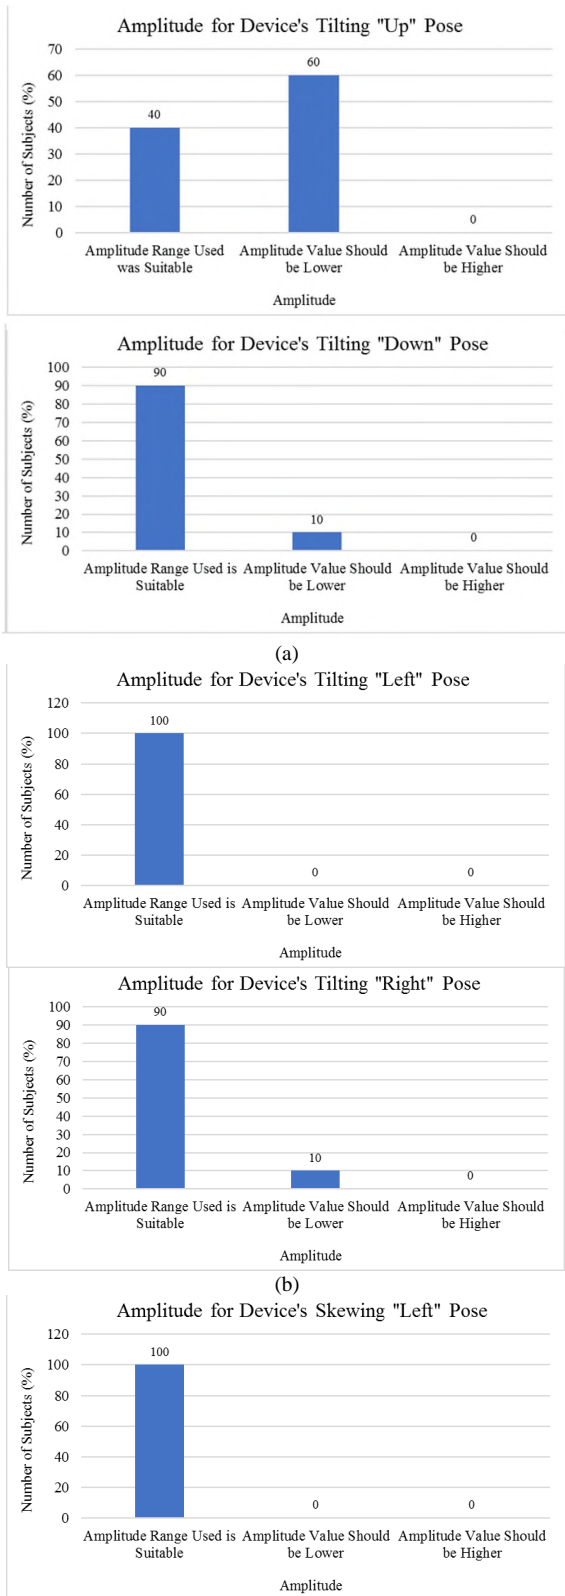 Amplitude for Device's Tilting "Up" Pose
Number of Subjects (%)
70
60
50
40
30
20
10
0
40
60
0
Amplitude Range Used
was Suitable
Amplitude Value Should
be Lower
Amplitude Value Should
be Higher
Amplitude
Amplitude for Device's Tilting "Down" Pose
Number of Subjects (%)
100
90
80
70
60
50
40
30
20
10
0
90
10
0
Amplitude Range Used is
Suitable
Amplitude Value Should
be Lower
Amplitude Value Should
be Higher
Amplitude
(a)
Amplitude for Device's Tilting "Left" Pose
Number of Subjects (%)
120
100
80
60
40
20
0
100
0
0
Amplitude Range Used is
Suitable
Amplitude Value Should
be Lower
Amplitude Value Should
be Higher
Amplitude
Amplitude for Device's Tilting "Right" Pose
Number of Subjects (%)
100
90
80
70
60
50
40
30
20
10
0
90
10
0
Amplitude Range Used is
Suitable
Amplitude Value Should
be Lower
Amplitude Value Should
be Higher
Amplitude
(b)
Amplitude for Device's Skewing "Left" Pose
Number of Subjects (%)
120
100
80
60
40
20
0
100
0
0
Amplitude Range Used is
Suitable
Amplitude Value Should
be Lower
Amplitude Value Should
be Higher
Amplitude